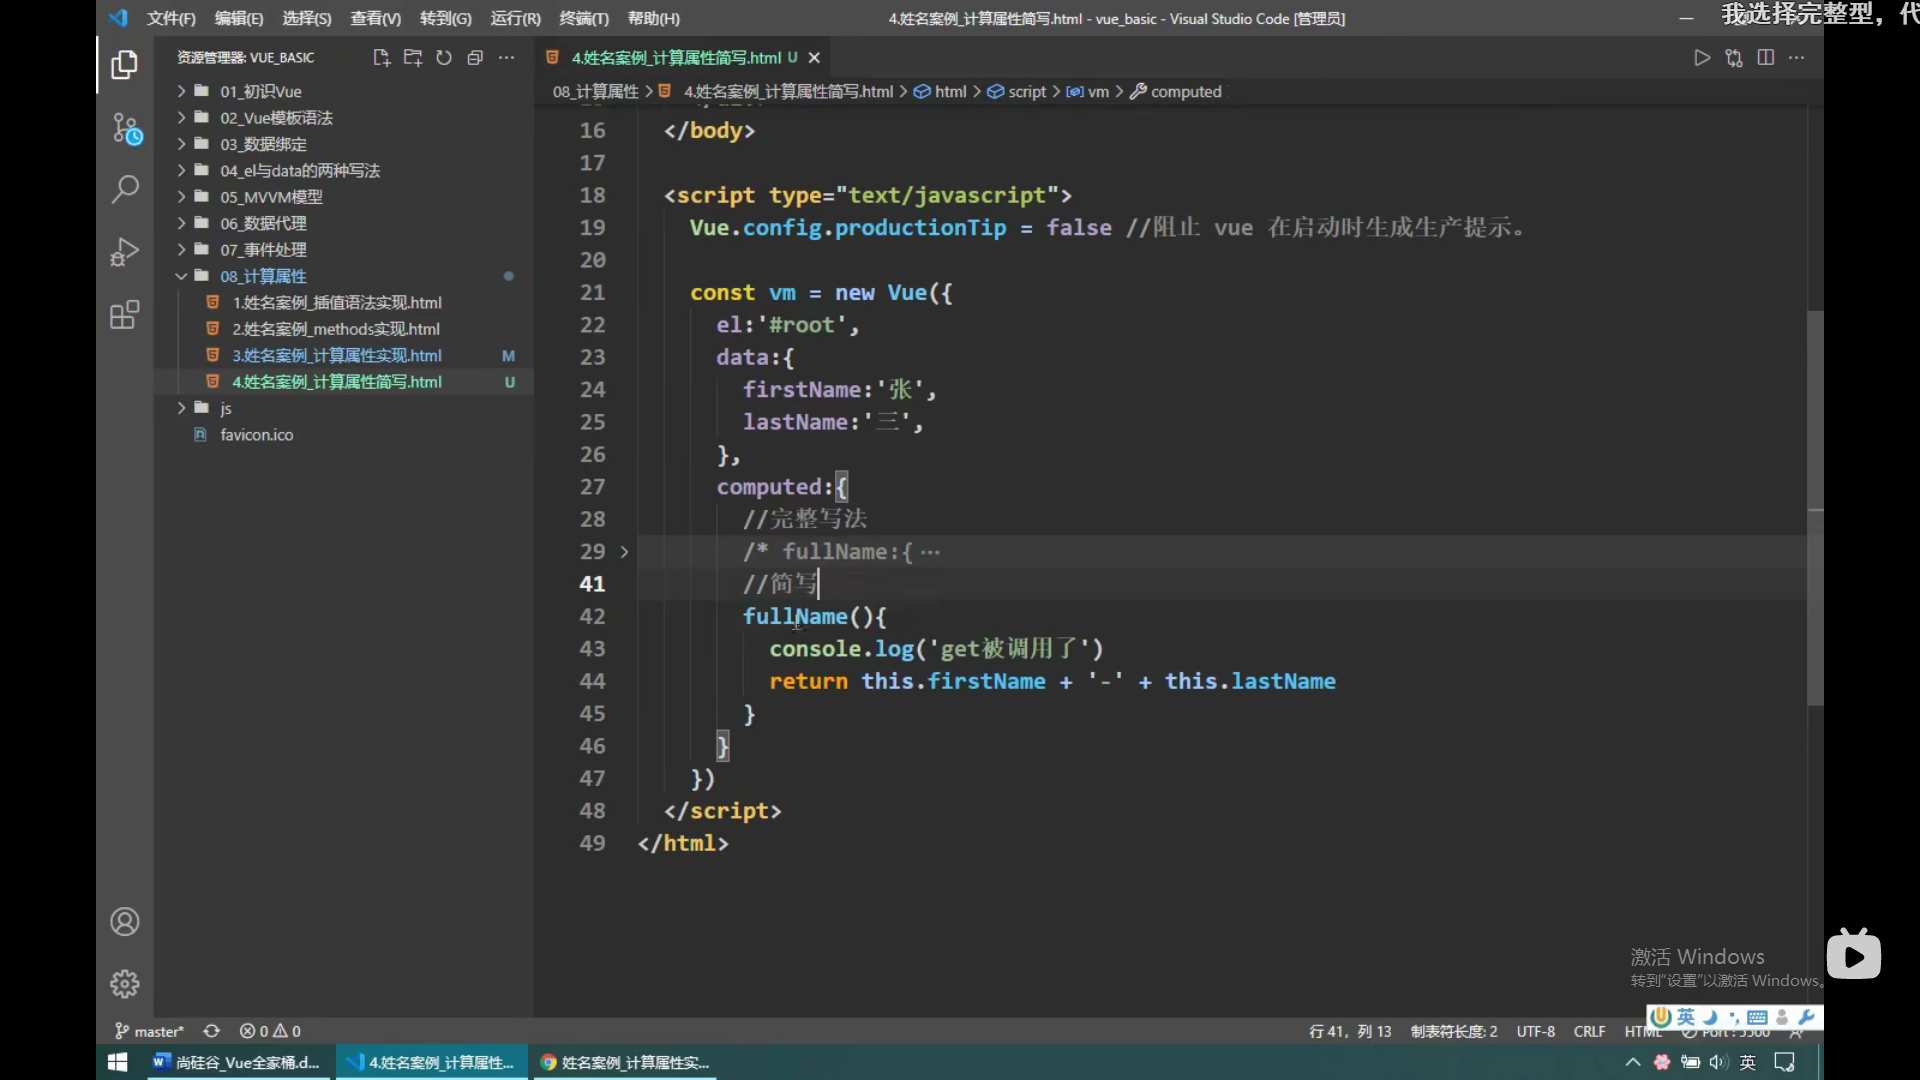 文件(F) 编辑(E) 选择(S) 查看(V) 转到(G) 运行(R) 终端(T) 帮助(H) 4.姓名案例_计算属性简写.html - vue_basic - Visual Studio Code [管理员]
我选择完整型，代
资源管理器: VUE_BASIC
01_初识Vue
02_Vue模板语法
03_数据绑定
04_el与data的两种写法
05_MVVM模型
06_数据代理
07_事件处理
08_计算属性
1.姓名案例_插值语法实现.html
2.姓名案例_methods实现.html
3.姓名案例_计算属性实现.html M
4.姓名案例_计算属性简写.html U
js
favicon.ico
4.姓名案例_计算属性简写.html U
08_计算属性 > 4.姓名案例_计算属性简写.html > html > script > vm > computed
16 </body>
17
18 <script type="text/javascript">
19 Vue.config.productionTip = false //阻止 vue 在启动时生成生产提示。
20
21 const vm = new Vue({
22 el:'#root',
23 data:{
24 firstName:'张',
25 lastName:'三',
26 },
27 computed:{
28 //完整写法
29 /* fullName:{ ···
41 //简写
42 fullName(){
43 console.log('get被调用了')
44 return this.firstName + '-' + this.lastName
45 }
46 }
47 })
48 </script>
49 </html>
激活 Windows
转到"设置"以激活 Windows。
英
master* 0 0 行 41，列 13 制表符长度: 2 UTF-8 CRLF HTML Port : 5500
尚硅谷_Vue全家桶.d... 4.姓名案例_计算属性... 姓名案例_计算属性实... 英